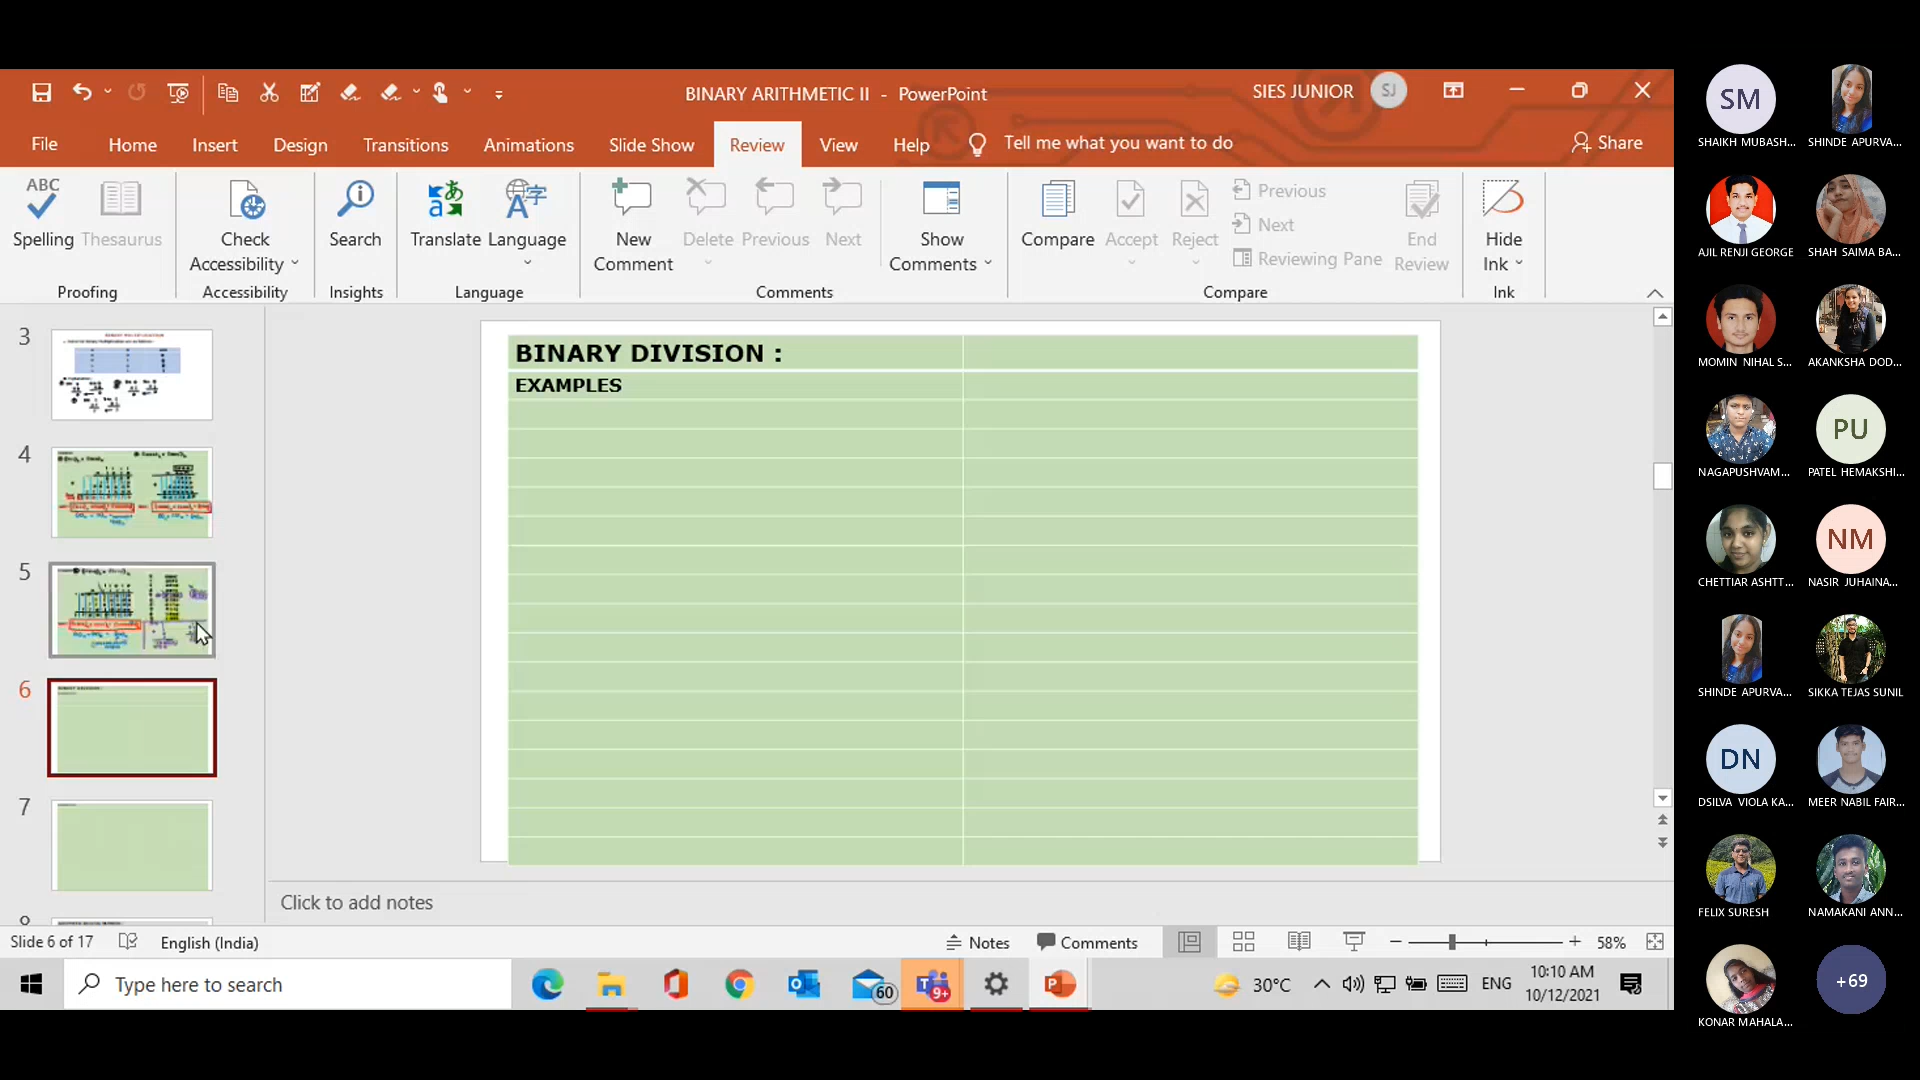 BINARY ARITHMETIC II - PowerPoint
SIES JUNIOR
SJ
File
Home
Insert
Design
Transitions
Animations
Slide Show
Review
View
Help
Tell me what you want to do
Share
ABC
Spelling
Thesaurus
Check
Accessibility
Search
Translate
Language
New
Comment
Delete
Previous
Next
Show
Comments
Compare
Accept
Reject
Previous
Next
Reviewing Pane
End
Review
Hide
Ink
Proofing
Accessibility
Insights
Language
Comments
Compare
Ink
3
4
5
6
7
8
BINARY DIVISION :
EXAMPLES
Click to add notes
Slide 6 of 17
English (India)
Notes
Comments
58%
Type here to search
60
9+
30°C
ENG
10:10 AM
10/12/2021
SM
SHAIKH MUBASH...
SHINDE APURVA...
AJIL RENJI GEORGE
SHAH SAIMA BA...
MOMIN NIHAL S...
AKANKSHA DOD...
NAGAPUSHVAM...
PU
PATEL HEMAKSHI...
CHETTIAR ASHTT...
NM
NASIR JUHAINA...
SHINDE APURVA...
SIKKA TEJAS SUNIL
DN
DSILVA VIOLA KA...
MEER NABIL FAIR...
FELIX SURESH
NAMAKANI ANN...
KONAR MAHALA...
+69